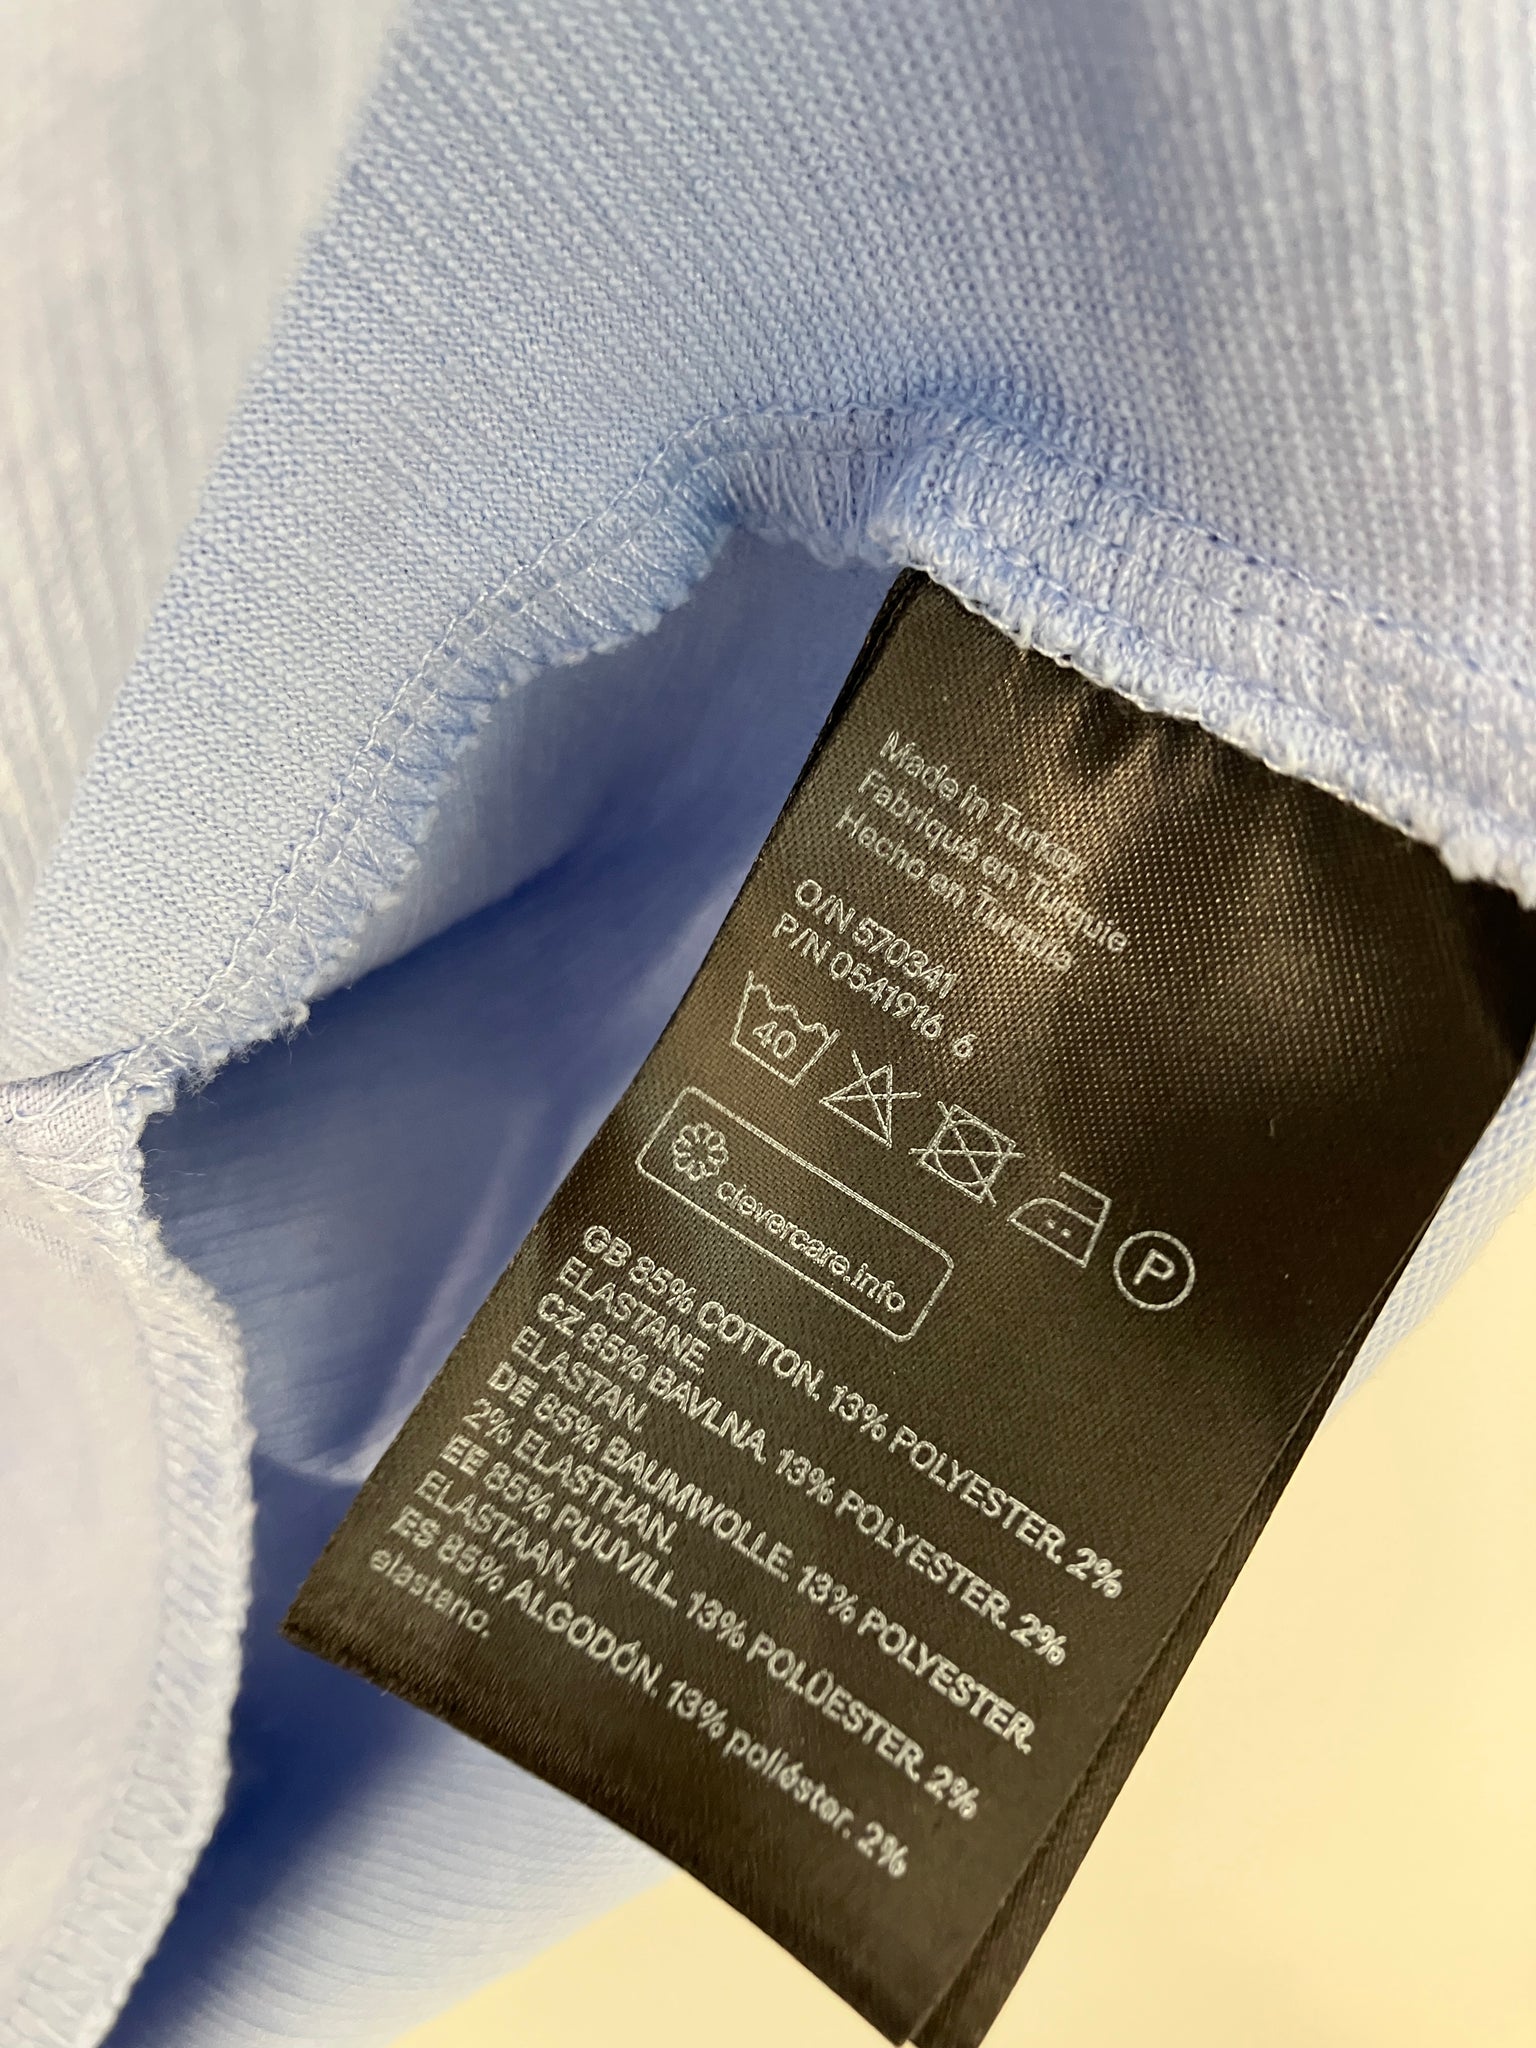 Made in Turkey
Fabriqué en Turquie
Hecho en Turquía
O/N 570341
P/N 0541916 6
40
P
clevercare.info
GB 85% COTTON. 13% POLYESTER. 2%
ELASTANE.
CZ 85% BAVLNA. 13% POLYESTER. 2%
ELASTAN.
DE 85% BAUMWOLLE. 13% POLYESTER.
2% ELASTHAN.
EE 85% PUUVILL. 13% POLÜESTER. 2%
ELASTAAN.
ES 85% ALGODÓN. 13% poliéster. 2%
elastano.